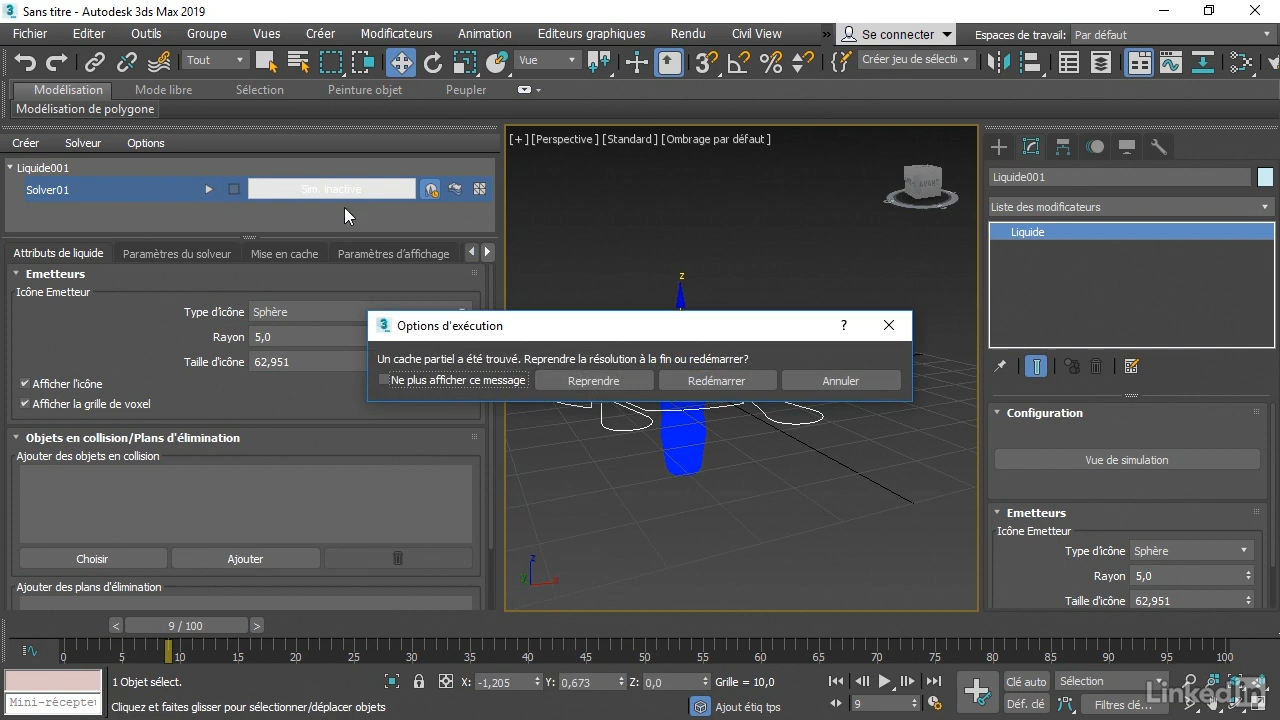 Sans titre - Autodesk 3ds Max 2019
Fichier Editer Outils Groupe Vues Créer Modificateurs Animation Editeurs graphiques Rendu Civil View » Se connecter Espaces de travail: Par défaut
Tout Vue Créer jeu de sélecti
Modélisation Mode libre Sélection Peinture objet Peupler
Modélisation de polygone
Créer Solveur Options
Liquide001
Solver01 Sim. inactive
Attributs de liquide Paramètres du solveur Mise en cache Paramètres d'affichage
Emetteurs
Icône Emetteur
Type d'icône Sphère
Rayon 5,0
Taille d'icône 62,951
Afficher l'icône
Afficher la grille de voxel
Objets en collision/Plans d'élimination
Ajouter des objets en collision
Choisir Ajouter
Ajouter des plans d'élimination
[+] [Perspective] [Standard] [Ombrage par défaut]
AVANT
z
z
x
y
Options d'exécution ?
Un cache partiel a été trouvé. Reprendre la résolution à la fin ou redémarrer?
Ne plus afficher ce message Reprendre Redémarrer Annuler
Liquide001
Liste des modificateurs
Liquide
Configuration
Vue de simulation
Emetteurs
Icône Emetteur
Type d'icône Sphère
Rayon 5,0
Taille d'icône 62,951
< 9 / 100 >
0 5 10 15 20 25 30 35 40 45 50 55 60 65 70 75 80 85 90 95 100
1 Objet sélect. X: -1,205 Y: 0,673 Z: 0,0 Grille = 10,0 Clé auto Sélection
Mini-récepteu Cliquez et faites glisser pour sélectionner/déplacer objets Ajout étiq tps 9 Déf. clé Filtres clé...
LinkedIn